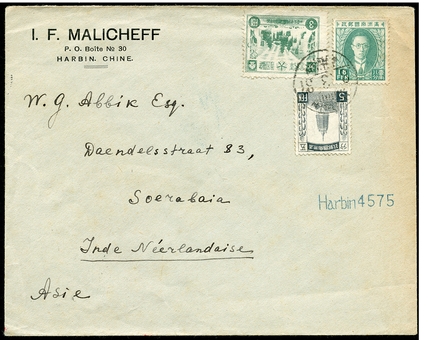 I. F. MALICHEFF
P. O. Boîte № 30
HARBIN, CHINE.
W. G. Abbik Esq.
Daendelsstraat 83,
Soerabaia
Inde Néerlandaise
Asie
Harbin 4575